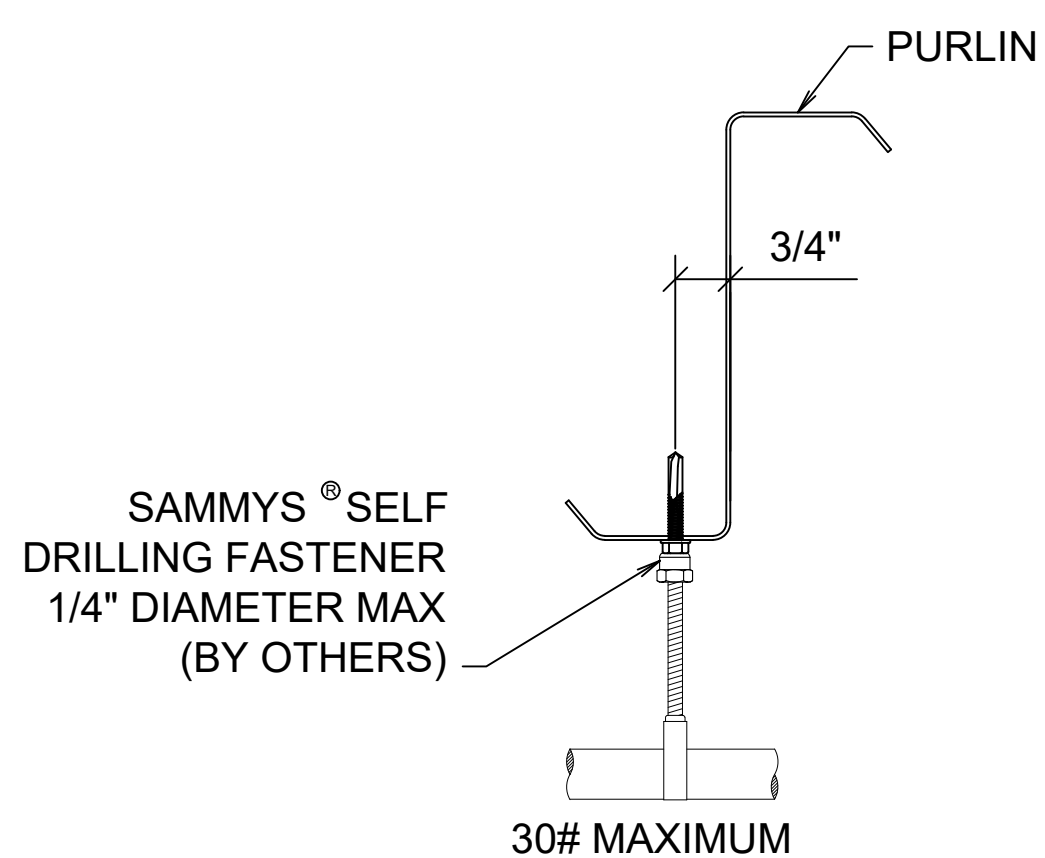 PURLIN
3/4"
SAMMYS ® SELF
DRILLING FASTENER
1/4" DIAMETER MAX
(BY OTHERS)
30# MAXIMUM